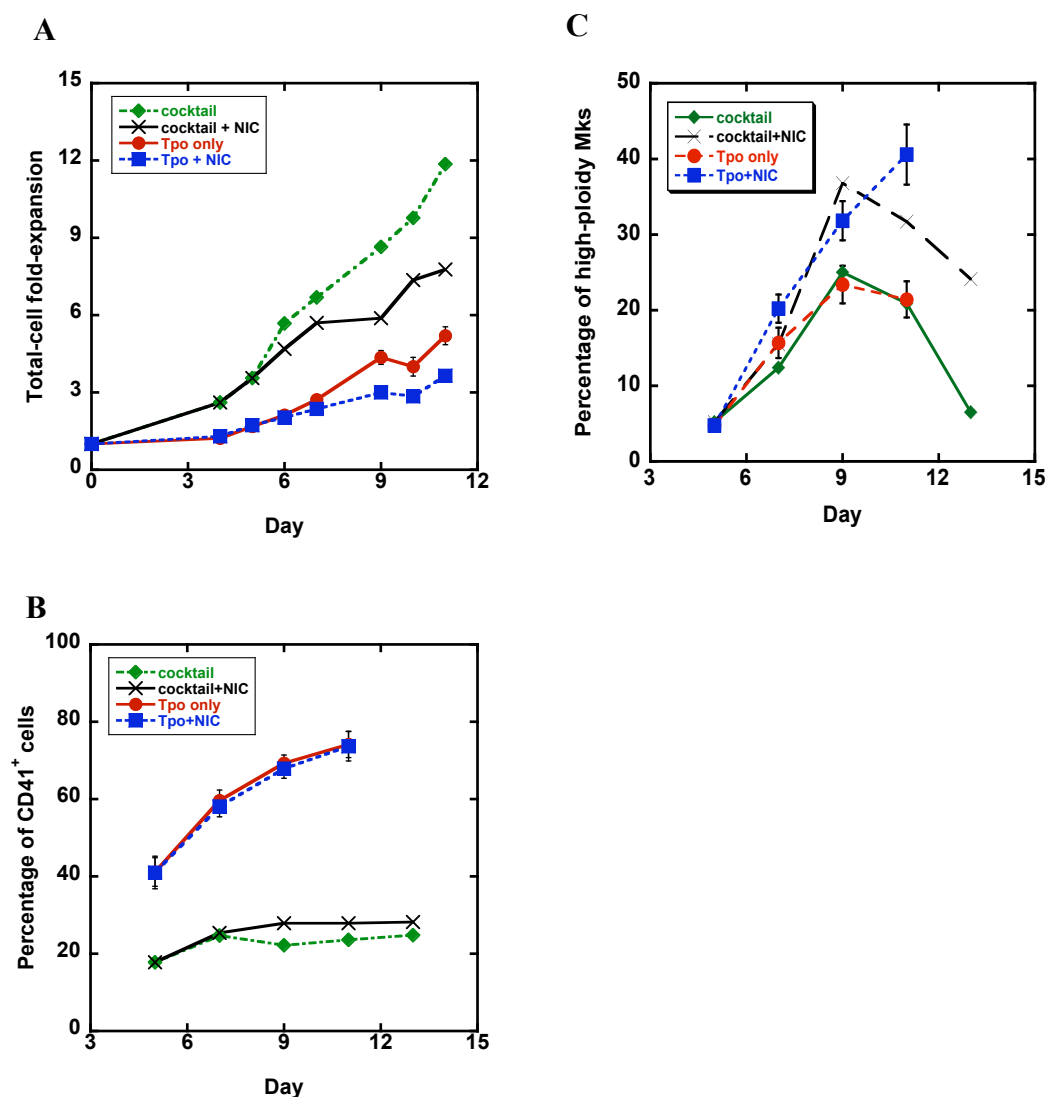 A
Total-cell fold-expansion
15
12
9
6
3
0
cocktail
cocktail + NIC
Tpo only
Tpo + NIC
0 3 6 9 12
Day
C
Percentage of high-ploidy Mks
50
40
30
20
10
0
cocktail
cocktail+NIC
Tpo only
Tpo+NIC
3 6 9 12 15
Day
B
Percentage of CD41⁺ cells
100
80
60
40
20
0
cocktail
cocktail+NIC
Tpo only
Tpo+NIC
3 6 9 12 15
Day